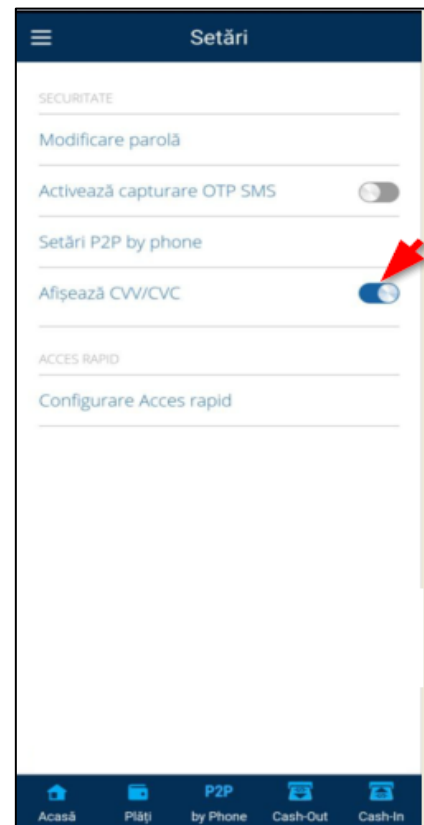 Setări
SECURITATE
Modificare parolă
Activează capturare OTP SMS
Setări P2P by phone
Afișează CVV/CVC
ACCES RAPID
Configurare Acces rapid
P2P
Acasă Plăți by Phone Cash-Out Cash-In